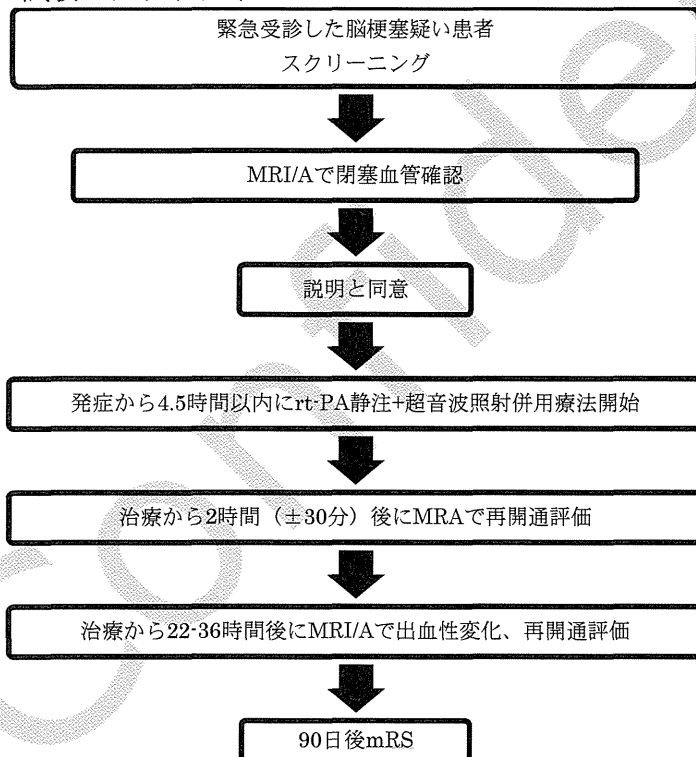 緊急受診した脳梗塞疑い患者
スクリーニング
MRI/Aで閉塞血管確認
説明と同意
発症から4.5時間以内にrt-PA静注+超音波照射併用療法開始
治療から2時間（±30分）後にMRAで再開通評価
治療から22-36時間後にMRI/Aで出血性変化、再開通評価
90日後mRS